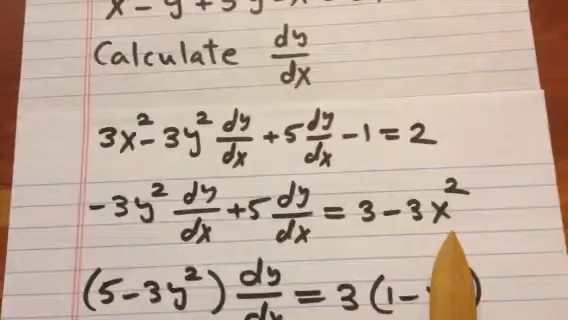 Calculate dy/dx
3x² - 3y² dy/dx + 5 dy/dx - 1 = 2
-3y² dy/dx + 5 dy/dx = 3 - 3x²
(5 - 3y²) dy/dx = 3 (1 -